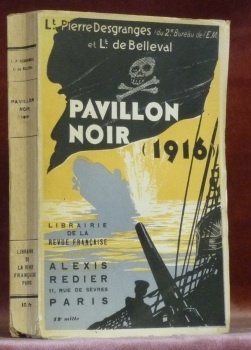 Lt Pierre Desgranges du 2e Bureau de l'E.M.
et Lt de Belleval
PAVILLON
NOIR
(1916)
LIBRAIRIE
DE LA
REVUE FRANÇAISE
ALEXIS
REDIER
11, RUE DE SÈVRES
PARIS
PAVILLON
NOIR
LIBRAIRIE
DE LA REVUE
FRANÇAISE
PARIS